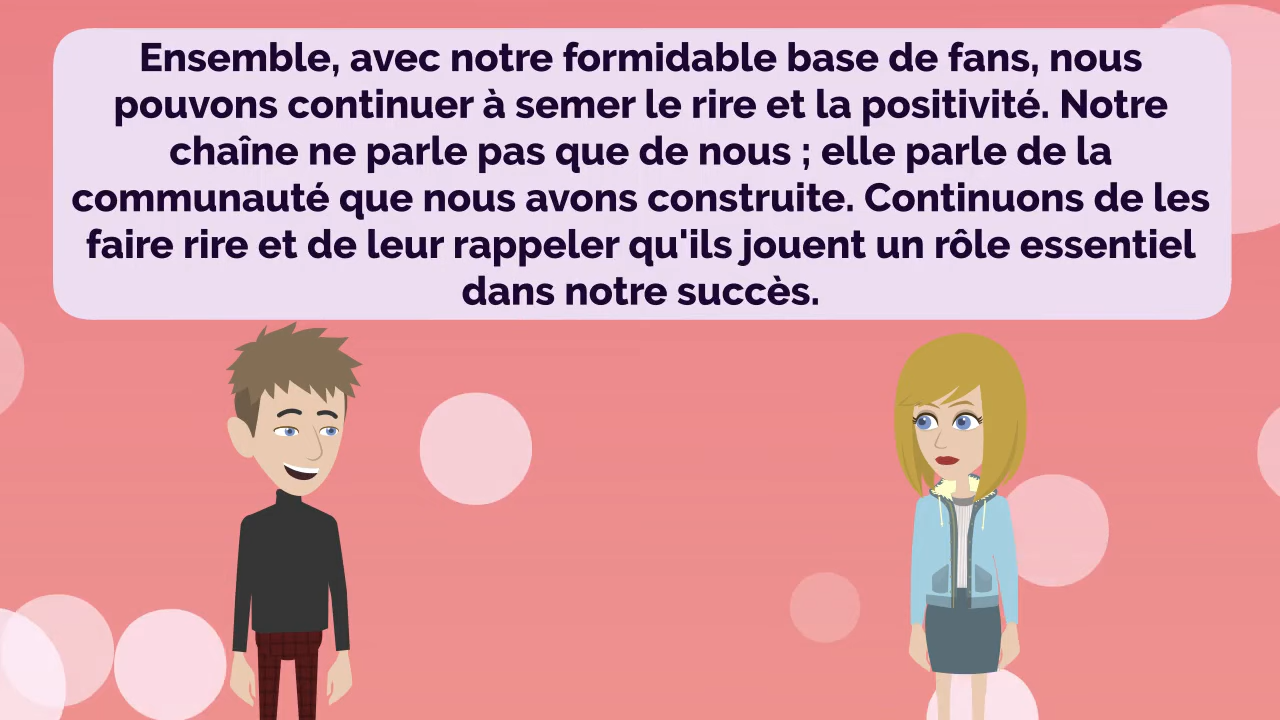 Ensemble, avec notre formidable base de fans, nous
pouvons continuer à semer le rire et la positivité. Notre
chaîne ne parle pas que de nous ; elle parle de la
communauté que nous avons construite. Continuons de les
faire rire et de leur rappeler qu'ils jouent un rôle essentiel
dans notre succès.